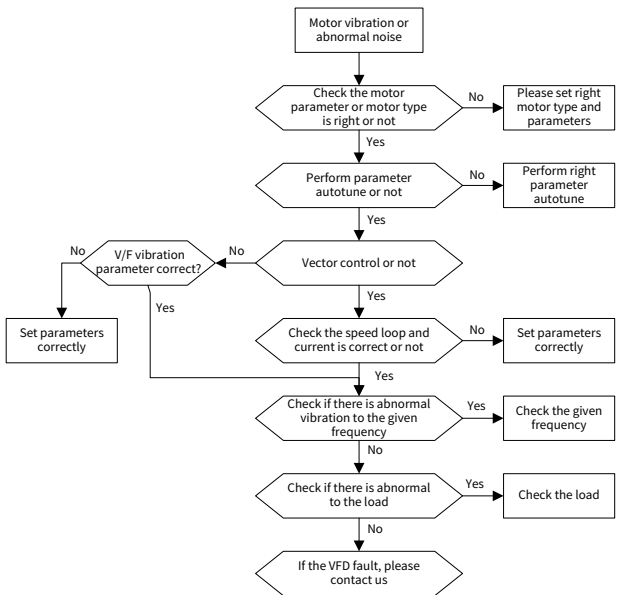 Motor vibration or
abnormal noise
Check the motor
parameter or motor type
is right or not
No
Please set right
motor type and
parameters
Yes
Perform parameter
autotune or not
No
Perform right
parameter
autotune
Yes
Vector control or not
No
V/F vibration
parameter correct?
No
Set parameters
correctly
Yes
Yes
Check the speed loop and
current is correct or not
No
Set parameters
correctly
Yes
Check if there is abnormal
vibration to the given
frequency
Yes
Check the given
frequency
No
Check if there is abnormal
to the load
Yes
Check the load
No
If the VFD fault, please
contact us